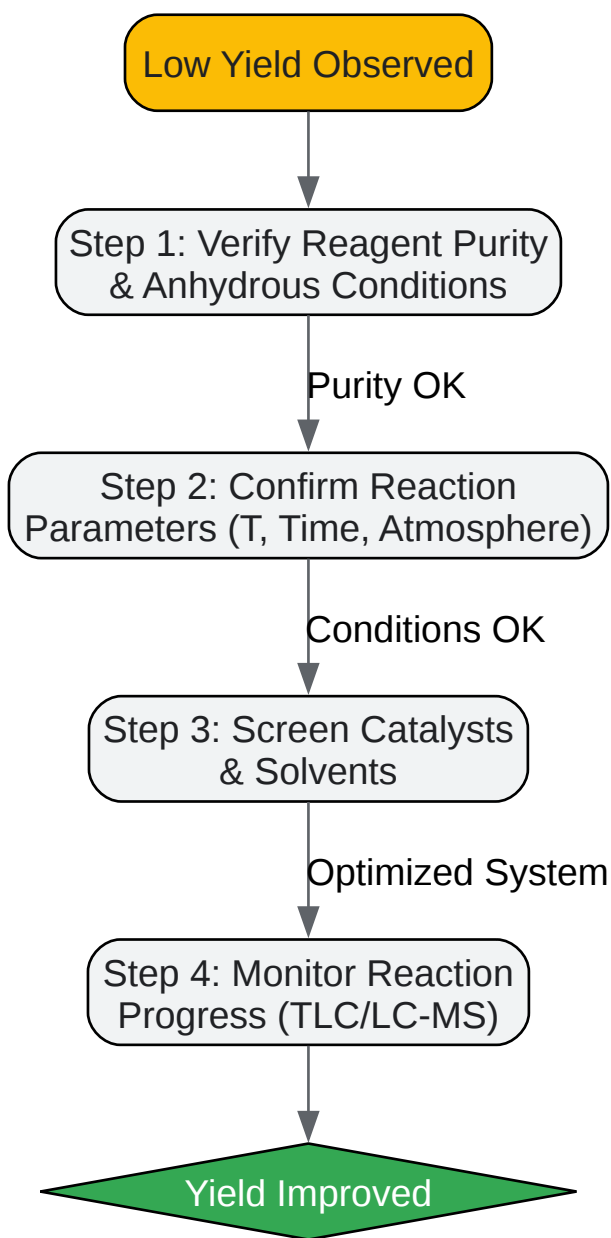 Low Yield Observed
Step 1: Verify Reagent Purity
& Anhydrous Conditions
Purity OK
Step 2: Confirm Reaction
Parameters (T, Time, Atmosphere)
Conditions OK
Step 3: Screen Catalysts
& Solvents
Optimized System
Step 4: Monitor Reaction
Progress (TLC/LC-MS)
Yield Improved